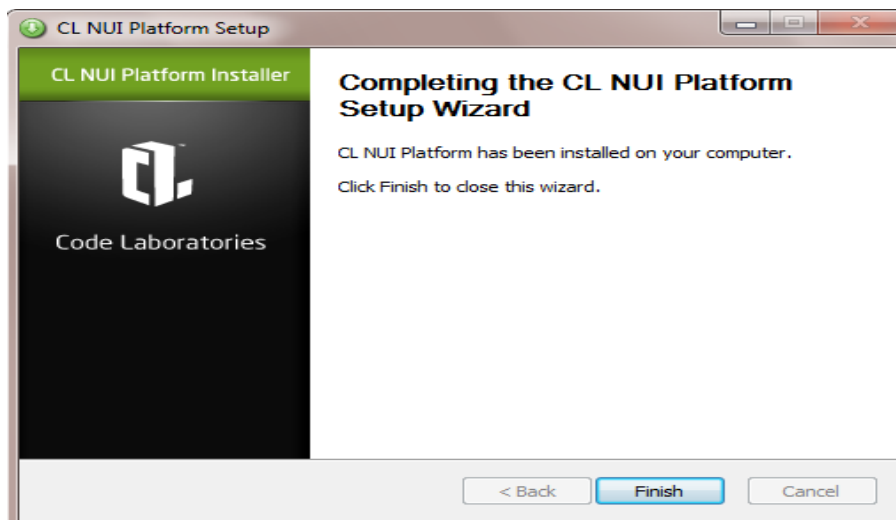 CL NUI Platform Setup
CL NUI Platform Installer
CL
Code Laboratories
Completing the CL NUI Platform
Setup Wizard
CL NUI Platform has been installed on your computer.
Click Finish to close this wizard.
< Back
Finish
Cancel